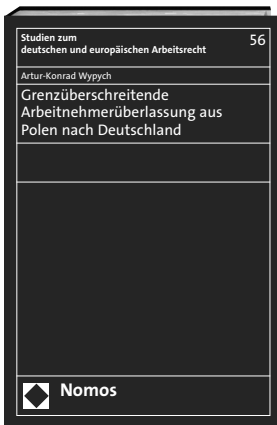 Studien zum
deutschen und europäischen Arbeitsrecht
56
Artur-Konrad Wypych
Grenzüberschreitende
Arbeitnehmerüberlassung aus
Polen nach Deutschland
Nomos